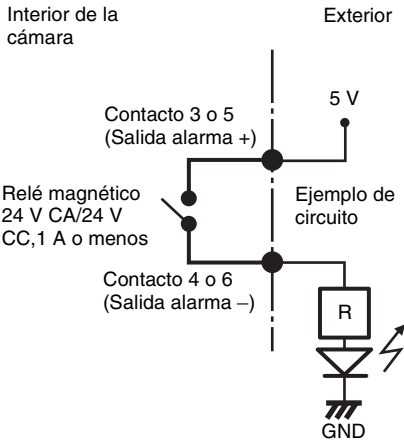 Interior de la
cámara
Exterior
5 V
Contacto 3 o 5
(Salida alarma +)
Relé magnético
24 V CA/24 V
CC,1 A o menos
Ejemplo de
circuito
Contacto 4 o 6
(Salida alarma –)
R
GND